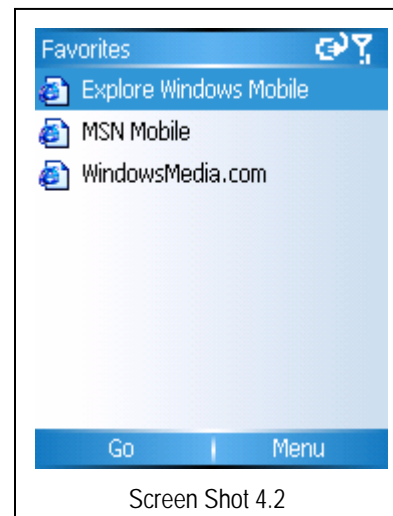 Favorites
Explore Windows Mobile
MSN Mobile
WindowsMedia.com
Go Menu
Screen Shot 4.2